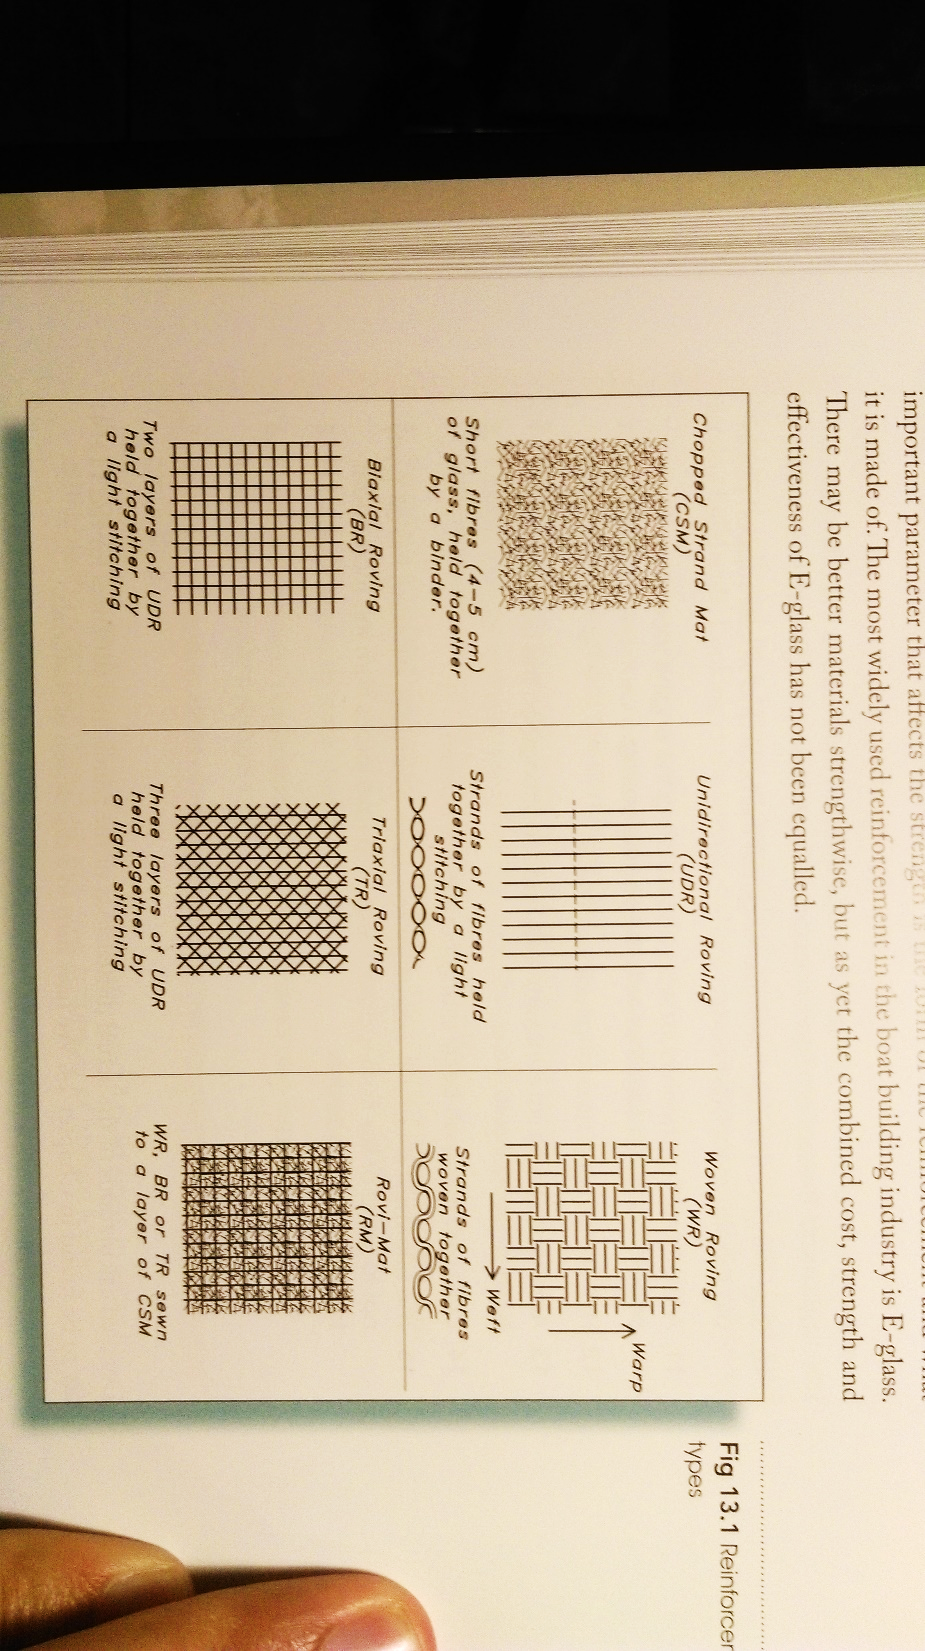 important parameter that affects the strength is the form of the reinforcement and what
it is made of. The most widely used reinforcement in the boat building industry is E-glass.
There may be better materials strengthwise, but as yet the combined cost, strength and
effectiveness of E-glass has not been equalled.
Chopped Strand Mat
(CSM)
Short fibres (4-5 cm)
of glass, held together
by a binder.
Unidirectional Roving
(UDR)
Strands of fibres held
together by a light
stitching
Woven Roving
(WR)
Warp
Weft
Strands of fibres
woven together
Biaxial Roving
(BR)
Two layers of UDR
held together by
a light stitching
Triaxial Roving
(TR)
Three layers of UDR
held together by
a light stitching
Rovi-Mat
(RM)
WR, BR or TR sewn
to a layer of CSM
Fig 13.1 Reinforcer
types